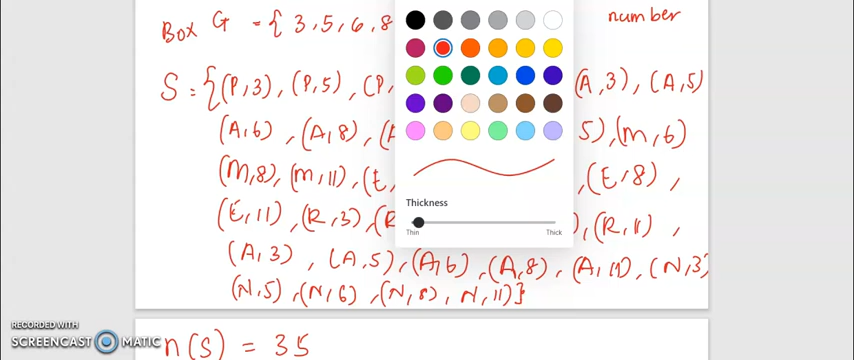 Box G = { 3, 5, 6, 8 number
S = { (P, 3), (P, 5), (P, (A, 3), (A, 5)
(A, 6), (A, 8), (A 5), (M, 6)
(M, 8), (M, 11), (E, , (E, 8),
Thickness
(E, 11), (R, 3), (R ), (R, 11),
Thin Thick
(A, 3), (A, 5), (A, 6), (A, 8), (A, 11), (N, 3)
(N, 5), (N, 6), (N, 8), N, 11)}
RECORDED WITH
SCREENCAST MATIC
n(S) = 35